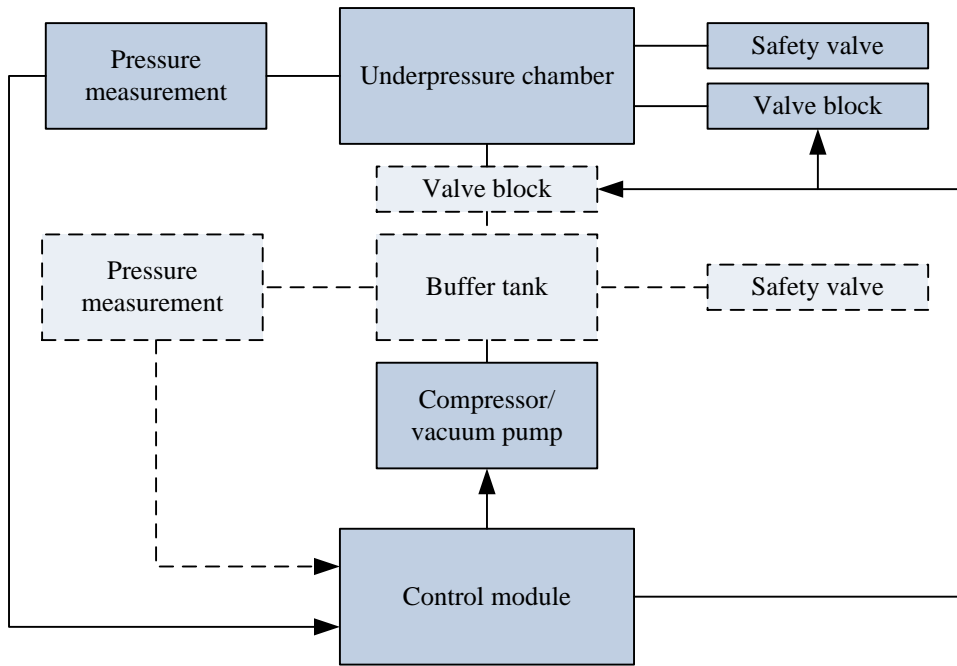 Pressure
measurement
Underpressure chamber
Safety valve
Valve block
Valve block
Pressure
measurement
Buffer tank
Safety valve
Compressor/
vacuum pump
Control module